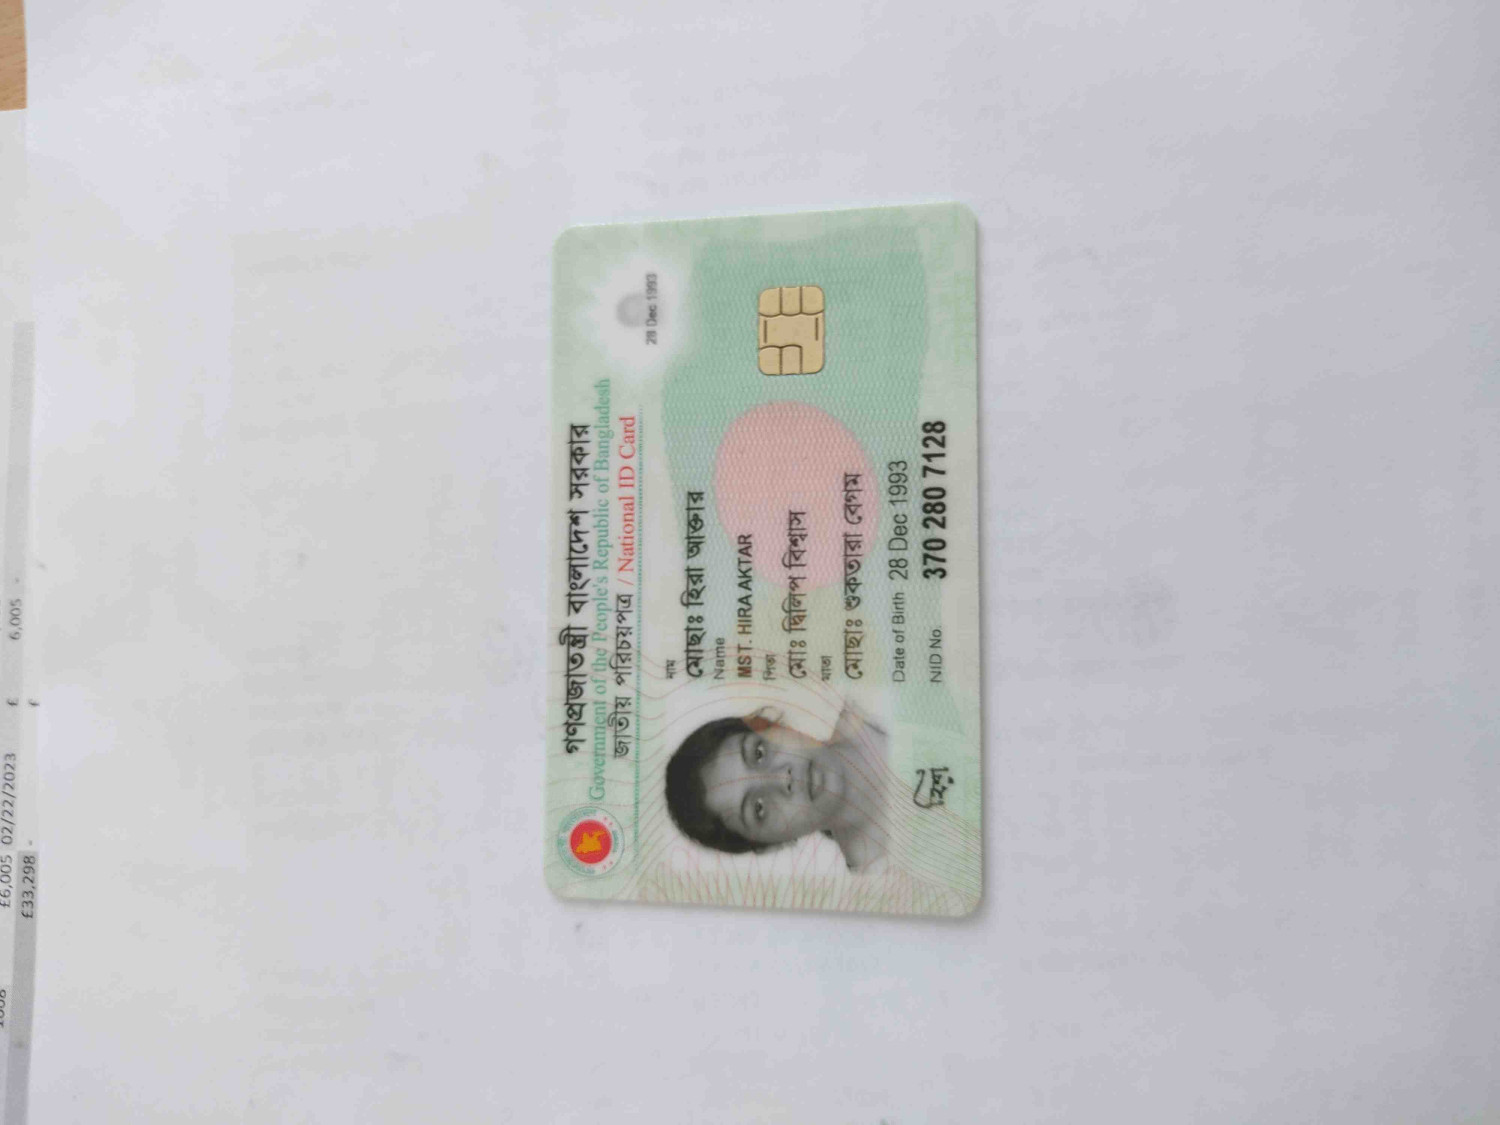 গণপ্রজাতন্ত্রী বাংলাদেশ সরকার
Government of the People's Republic of Bangladesh
জাতীয় পরিচয়পত্র / National ID Card
28 Dec 1993
নাম
মোছাঃ হিরা আক্তার
Name
MST. HIRA AKTAR
পিতা
মোঃ দ্বিলিপ বিশ্বাস
মাতা
মোছাঃ শুকতারা বেগম
Date of Birth 28 Dec 1993
NID No. 370 280 7128
হিরা
£6,005 02/22/2023 £ 6,005 -
£33,298 - £